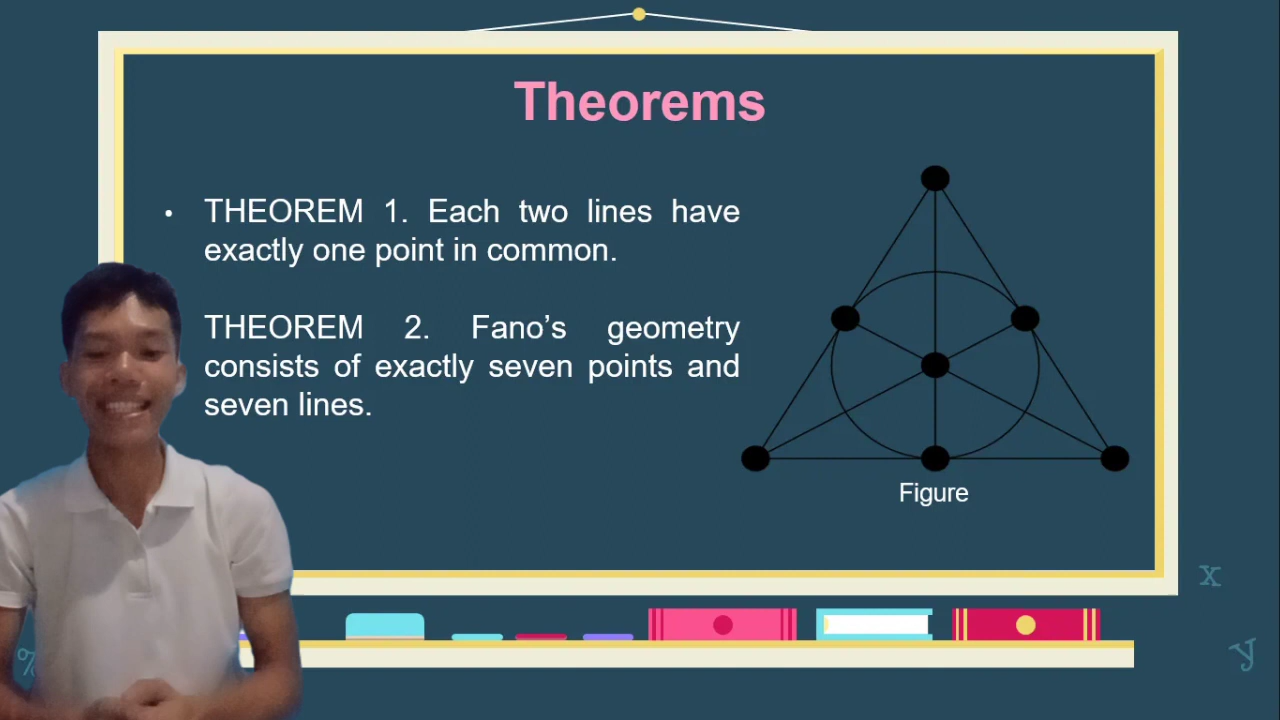 Theorems
• THEOREM 1. Each two lines have
exactly one point in common.
THEOREM 2. Fano’s geometry
consists of exactly seven points and
seven lines.
Figure
x
y
%